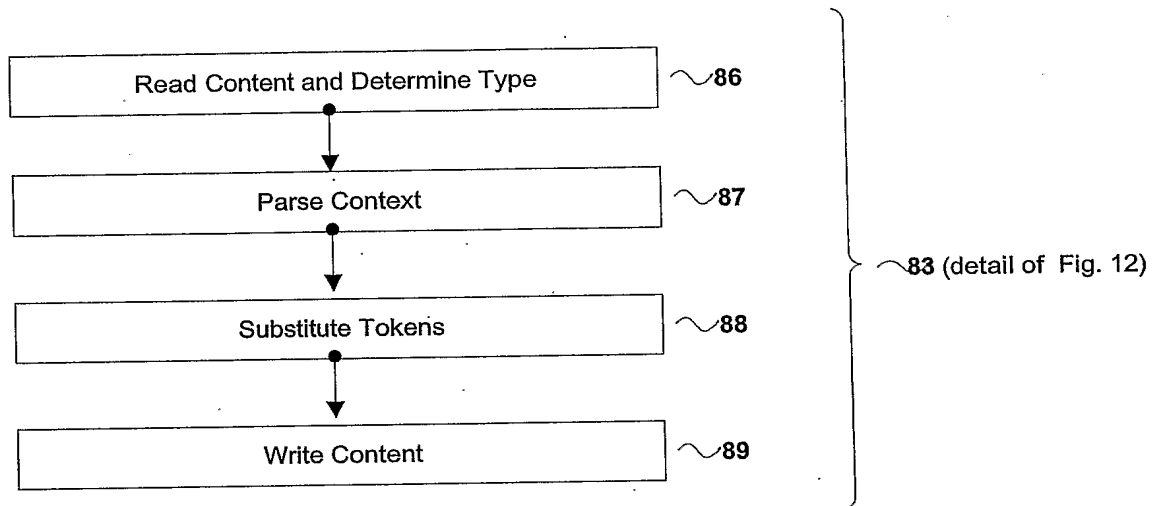 Read Content and Determine Type 86
Parse Context 87
83 (detail of Fig. 12)
Substitute Tokens 88
Write Content 89